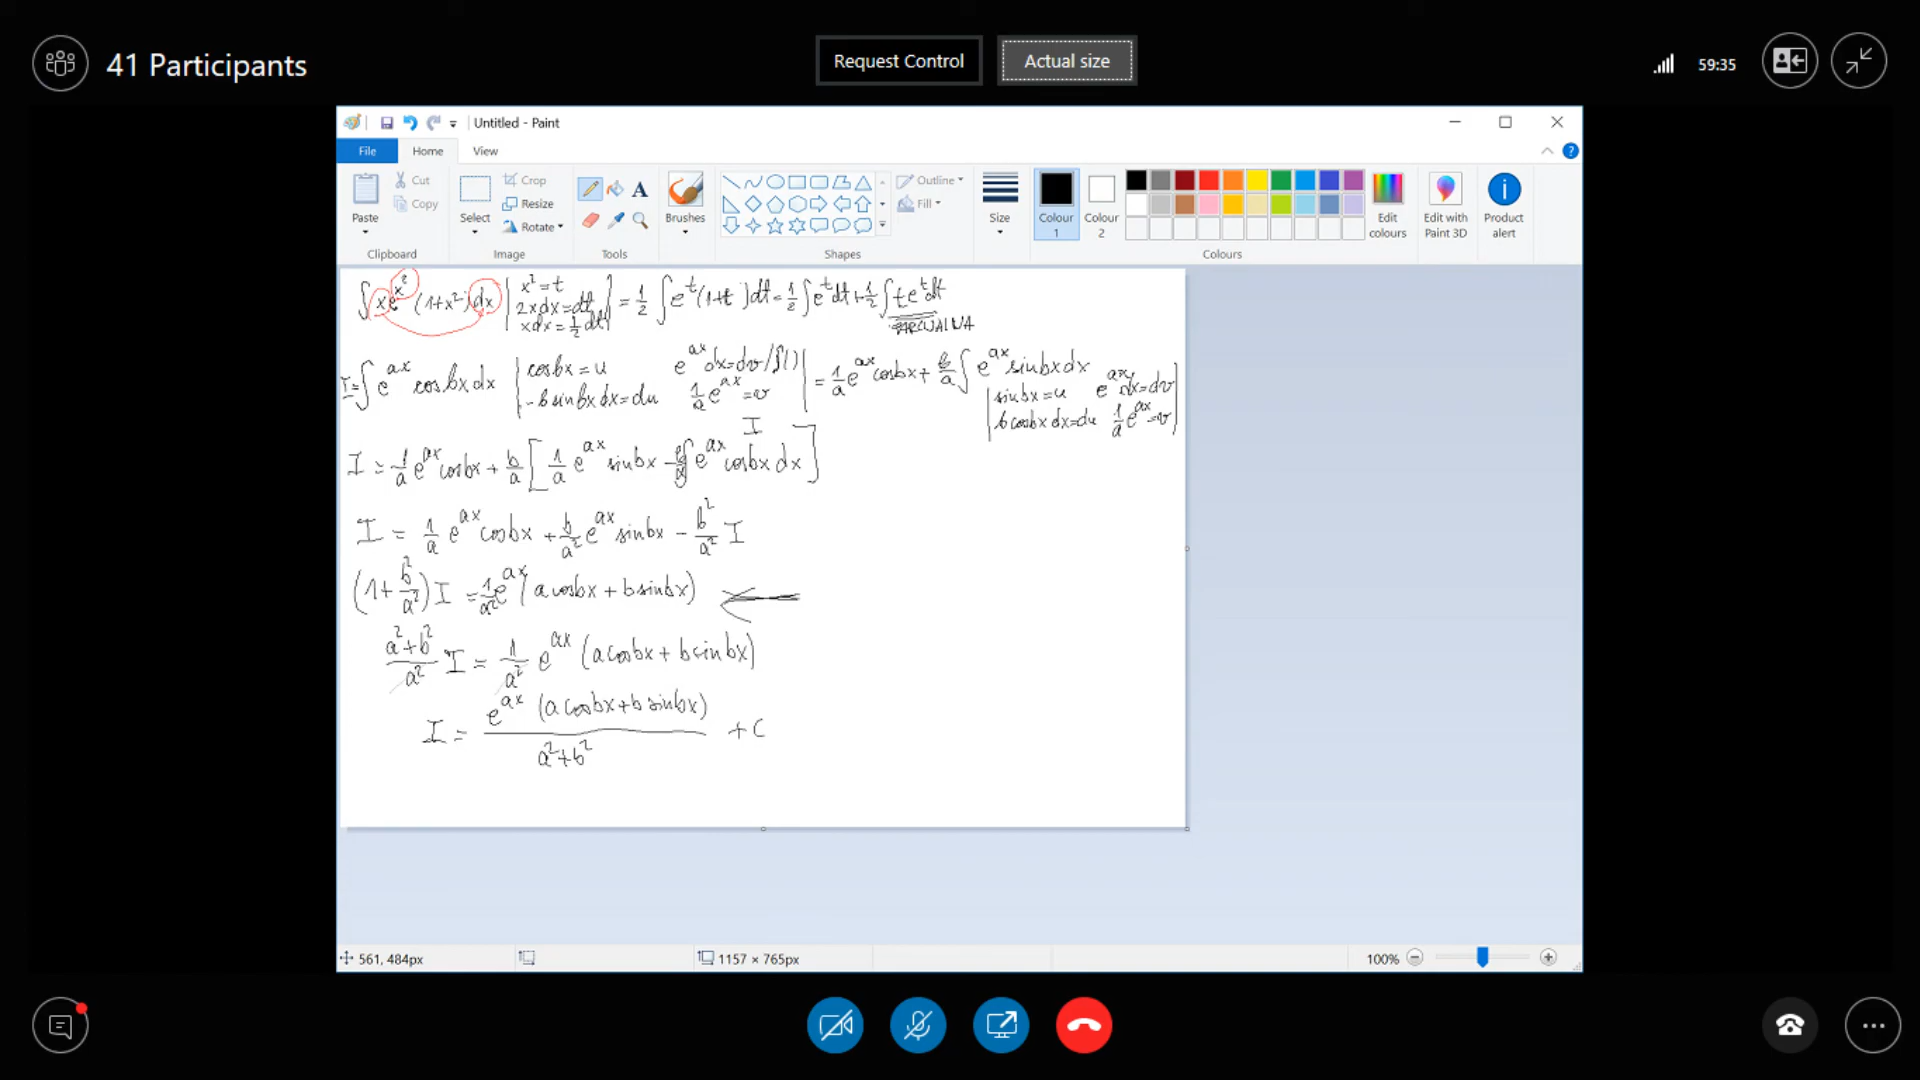 41 Participants
Request Control
Actual size
59:35
Untitled - Paint
File Home View
Paste
Cut
Copy
Clipboard
Select
Crop
Resize
Rotate
Image
A
Tools
Brushes
Outline
Fill
Shapes
Size
Colour 1
Colour 2
Edit colours
Edit with Paint 3D
Product alert
Colours
∫ x e^{x²} (1+x²) dx | x² = t
2x dx = dt
x dx = 1/2 dt | = 1/2 ∫ e^t (1+t) dt = 1/2 ∫ e^t dt + 1/2 ∫ t e^t dt
PARCIJALNA
I = ∫ e^{ax} cos bx dx | cos bx = u   e^{ax} dx = dv /∫()
-b sin bx dx = du   1/a e^{ax} = v | = 1/a e^{ax} cos bx + b/a ∫ e^{ax} sin bx dx
| sin bx = u   e^{ax} dx = dv
b cos bx dx = du   1/a e^{ax} = v |
I
I = 1/a e^{ax} cos bx + b/a [ 1/a e^{ax} sin bx - b/a ∫ e^{ax} cos bx dx ]
I = 1/a e^{ax} cos bx + b/a² e^{ax} sin bx - b²/a² I
(1 + b²/a²) I = 1/a² e^{ax} (a cos bx + b sin bx) ←
a²+b²/a² I = 1/a² e^{ax} (a cos bx + b sin bx)
I = e^{ax} (a cos bx + b sin bx) / a²+b² + C
561, 484px
1157 × 765px
100%